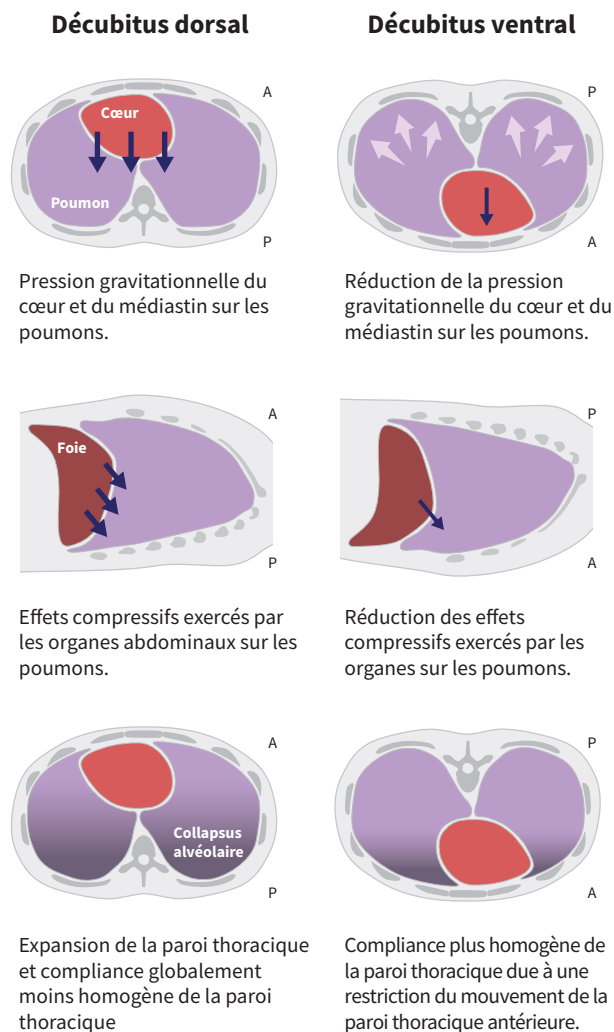 Décubitus dorsal
Décubitus ventral
A
Cœur
Poumon
P
P
A
Pression gravitationnelle du
cœur et du médiastin sur les
poumons.
Réduction de la pression
gravitationnelle du cœur et du
médiastin sur les poumons.
A
Foie
P
P
A
Effets compressifs exercés par
les organes abdominaux sur les
poumons.
Réduction des effets
compressifs exercés par les
organes sur les poumons.
A
Collapsus
alvéolaire
P
P
A
Expansion de la paroi thoracique
et compliance globalement
moins homogène de la paroi
thoracique
Compliance plus homogène de
la paroi thoracique due à une
restriction du mouvement de la
paroi thoracique antérieure.